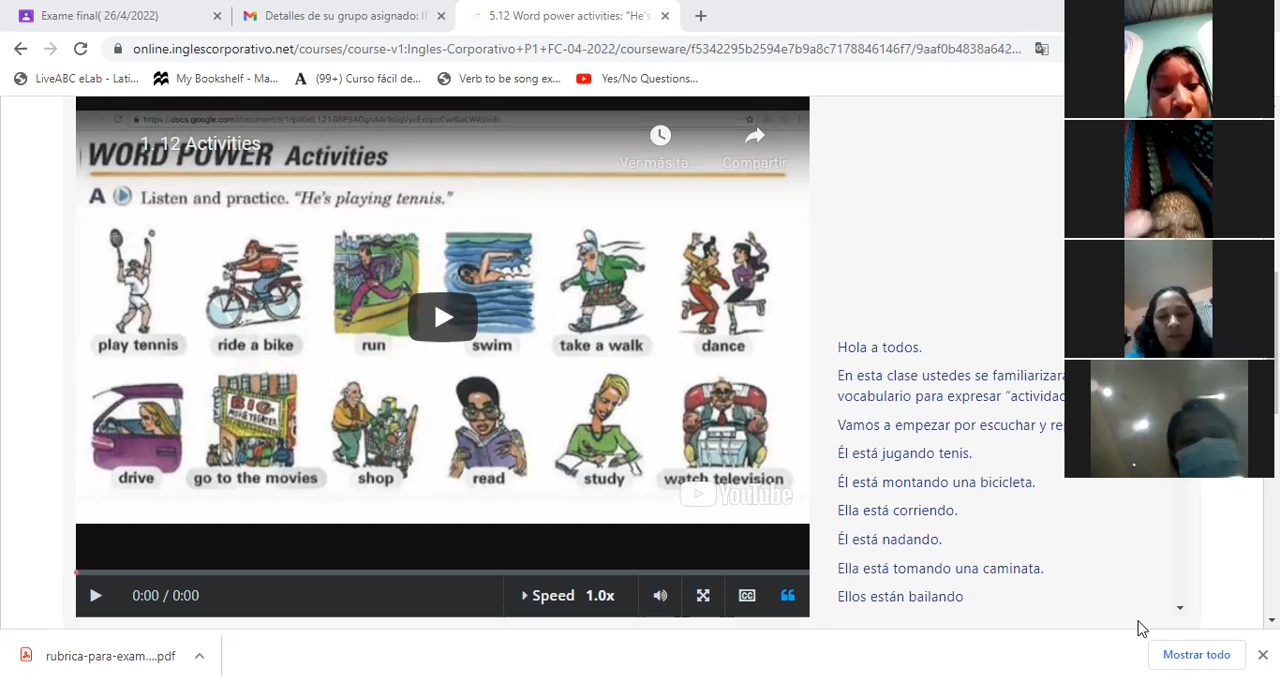 Exame final( 26/4/2022)
Detalles de su grupo asignado: I
5.12 Word power activities: "He's
online.inglescorporativo.net/courses/course-v1:Ingles-Corporativo+P1+FC-04-2022/courseware/f5342295b2594e7b9a8c7178846146f7/9aaf0b4838a642...
LiveABC eLab - Lati...
My Bookshelf - Ma...
(99+) Curso fácil de...
Verb to be song ex...
Yes/No Questions...
1. 12 Activities
Ver más ta...
Compartir
WORD POWER Activities
A Listen and practice. "He's playing tennis."
play tennis
ride a bike
run
swim
take a walk
dance
drive
go to the movies
shop
read
study
watch television
YouTube
0:00 / 0:00
Speed 1.0x
CC
Hola a todos.
En esta clase ustedes se familiarizará
vocabulario para expresar "actividad
Vamos a empezar por escuchar y re
Él está jugando tenis.
Él está montando una bicicleta.
Ella está corriendo.
Él está nadando.
Ella está tomando una caminata.
Ellos están bailando
rubrica-para-exam....pdf
Mostrar todo